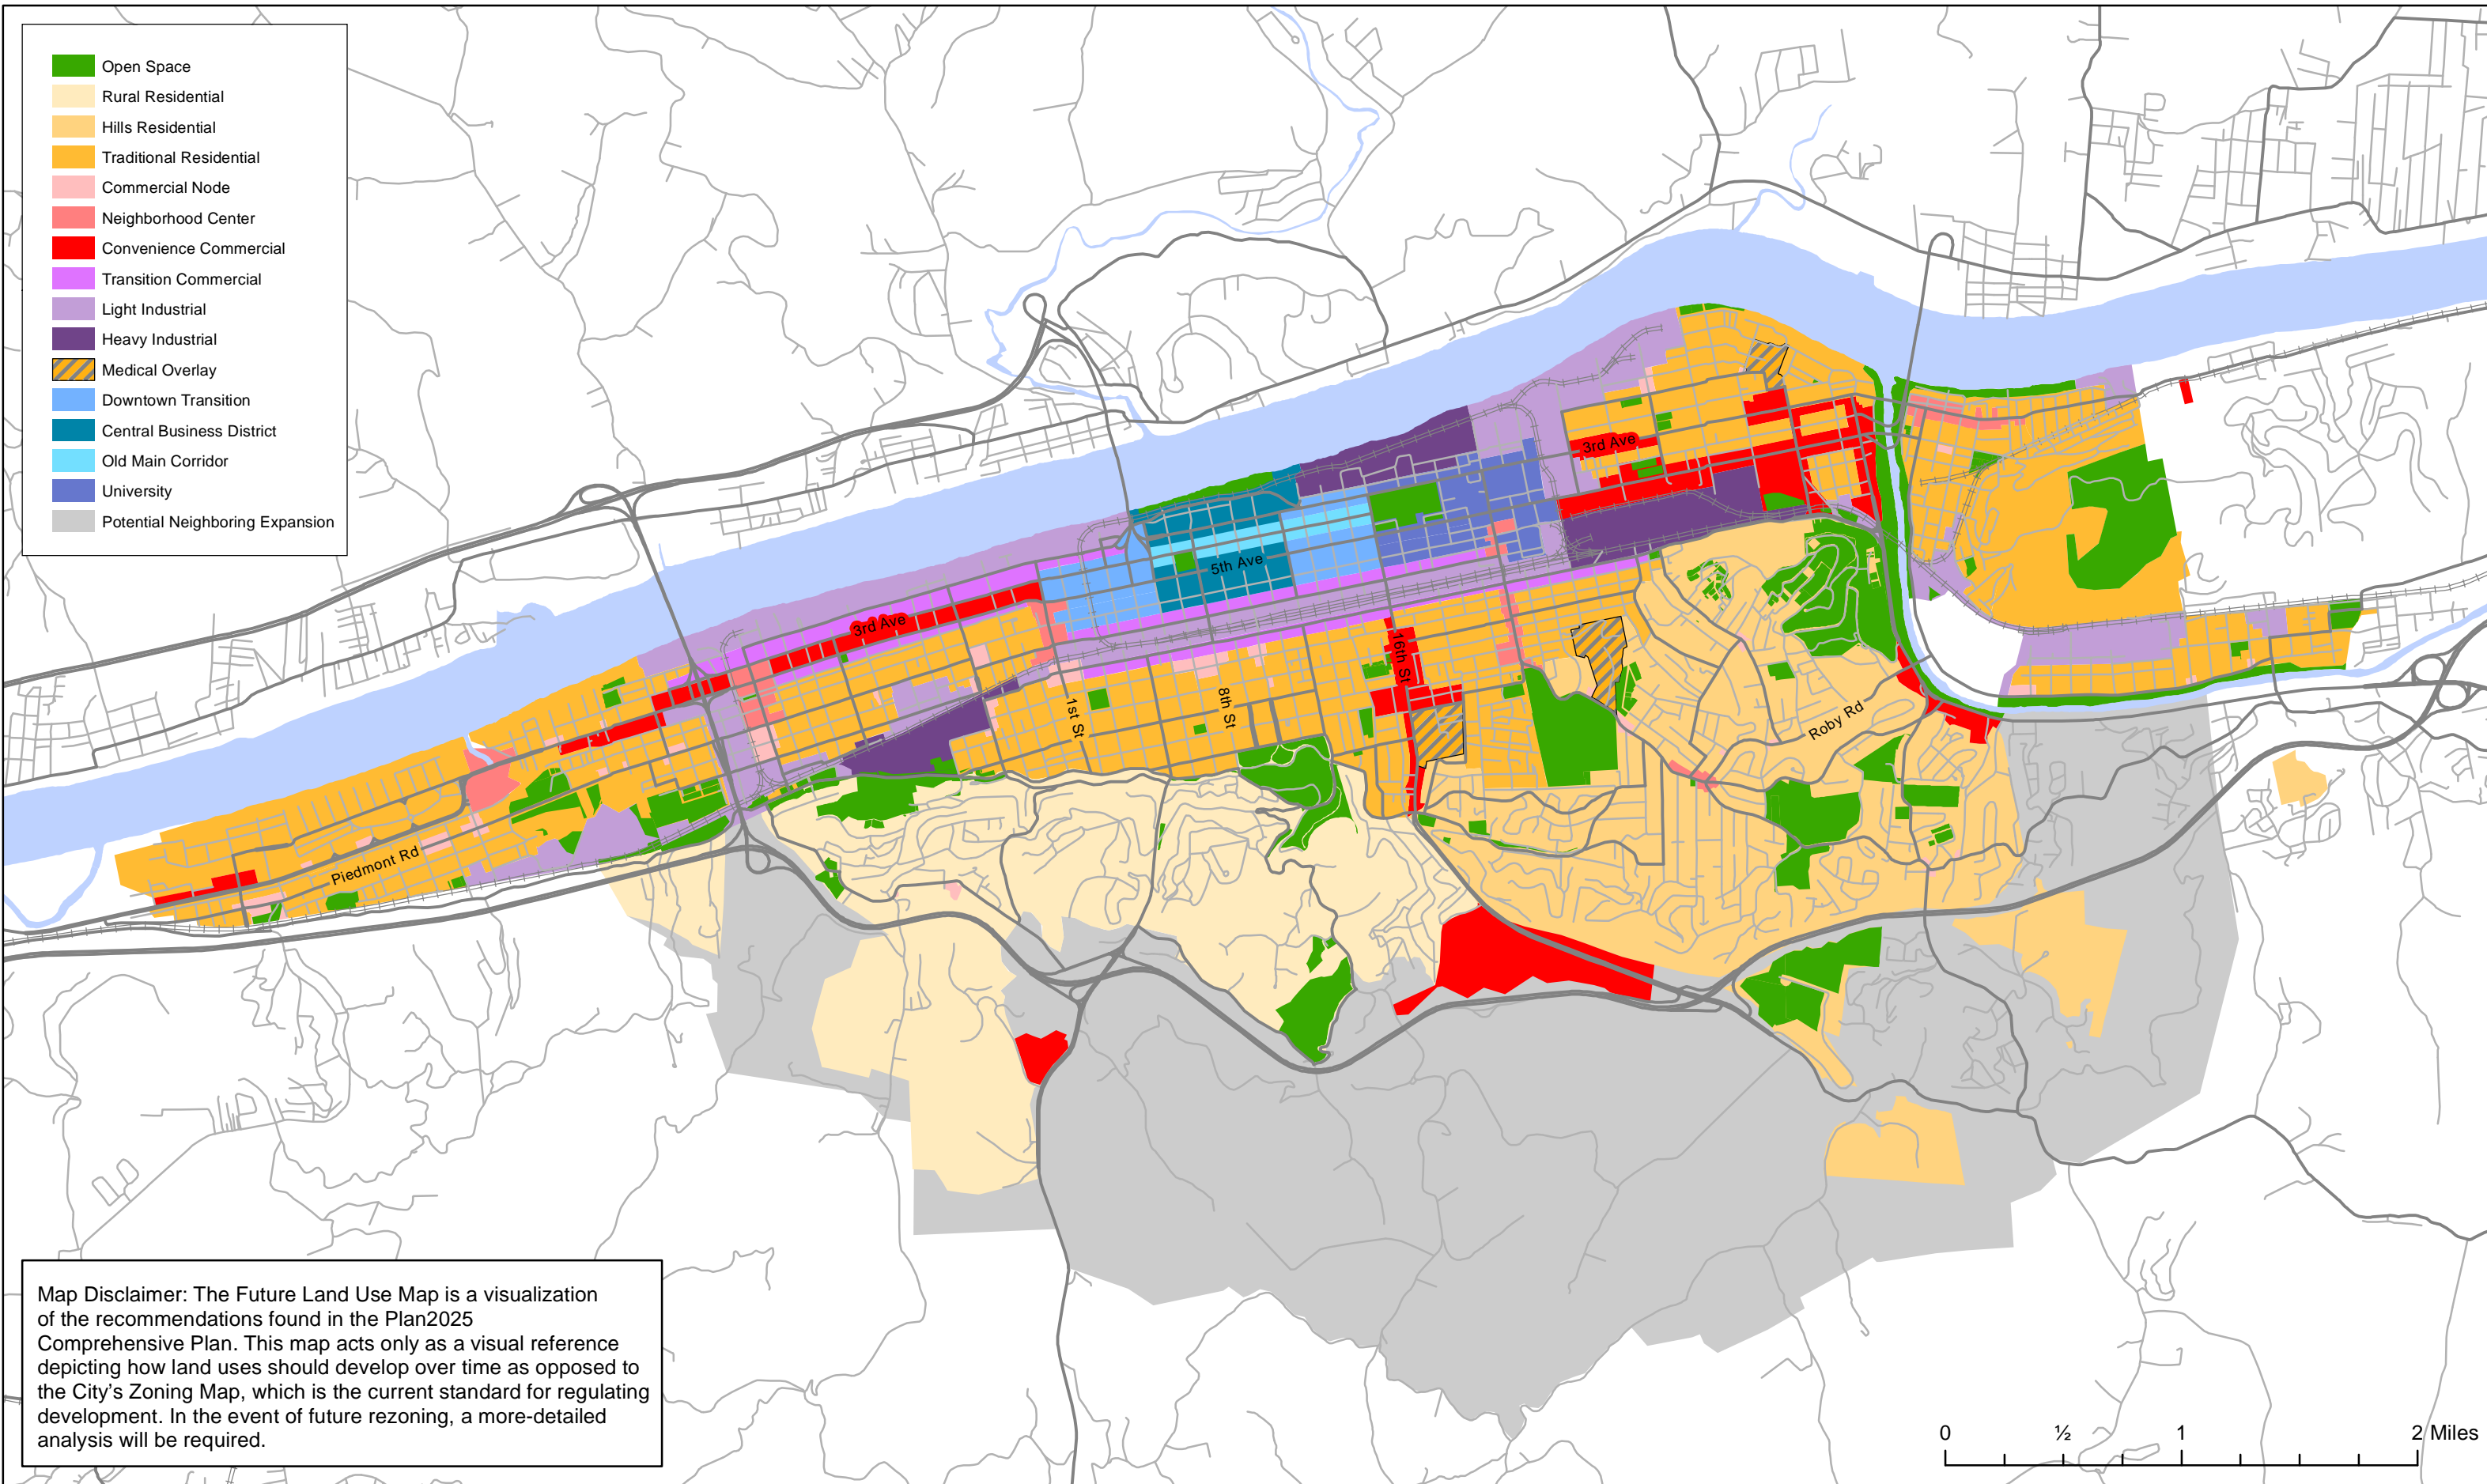 Open Space
Rural Residential
Hills Residential
Traditional Residential
Commercial Node
Neighborhood Center
Convenience Commercial
Transition Commercial
Light Industrial
Heavy Industrial
Medical Overlay
Downtown Transition
Central Business District
Old Main Corridor
University
Potential Neighboring Expansion
3rd Ave
5th Ave
3rd Ave
16th St
1st St
8th St
Roby Rd
Piedmont Rd
Map Disclaimer: The Future Land Use Map is a visualization
of the recommendations found in the Plan2025
Comprehensive Plan. This map acts only as a visual reference
depicting how land uses should develop over time as opposed to
the City's Zoning Map, which is the current standard for regulating
development. In the event of future rezoning, a more-detailed
analysis will be required.
0 ½ 1 2 Miles